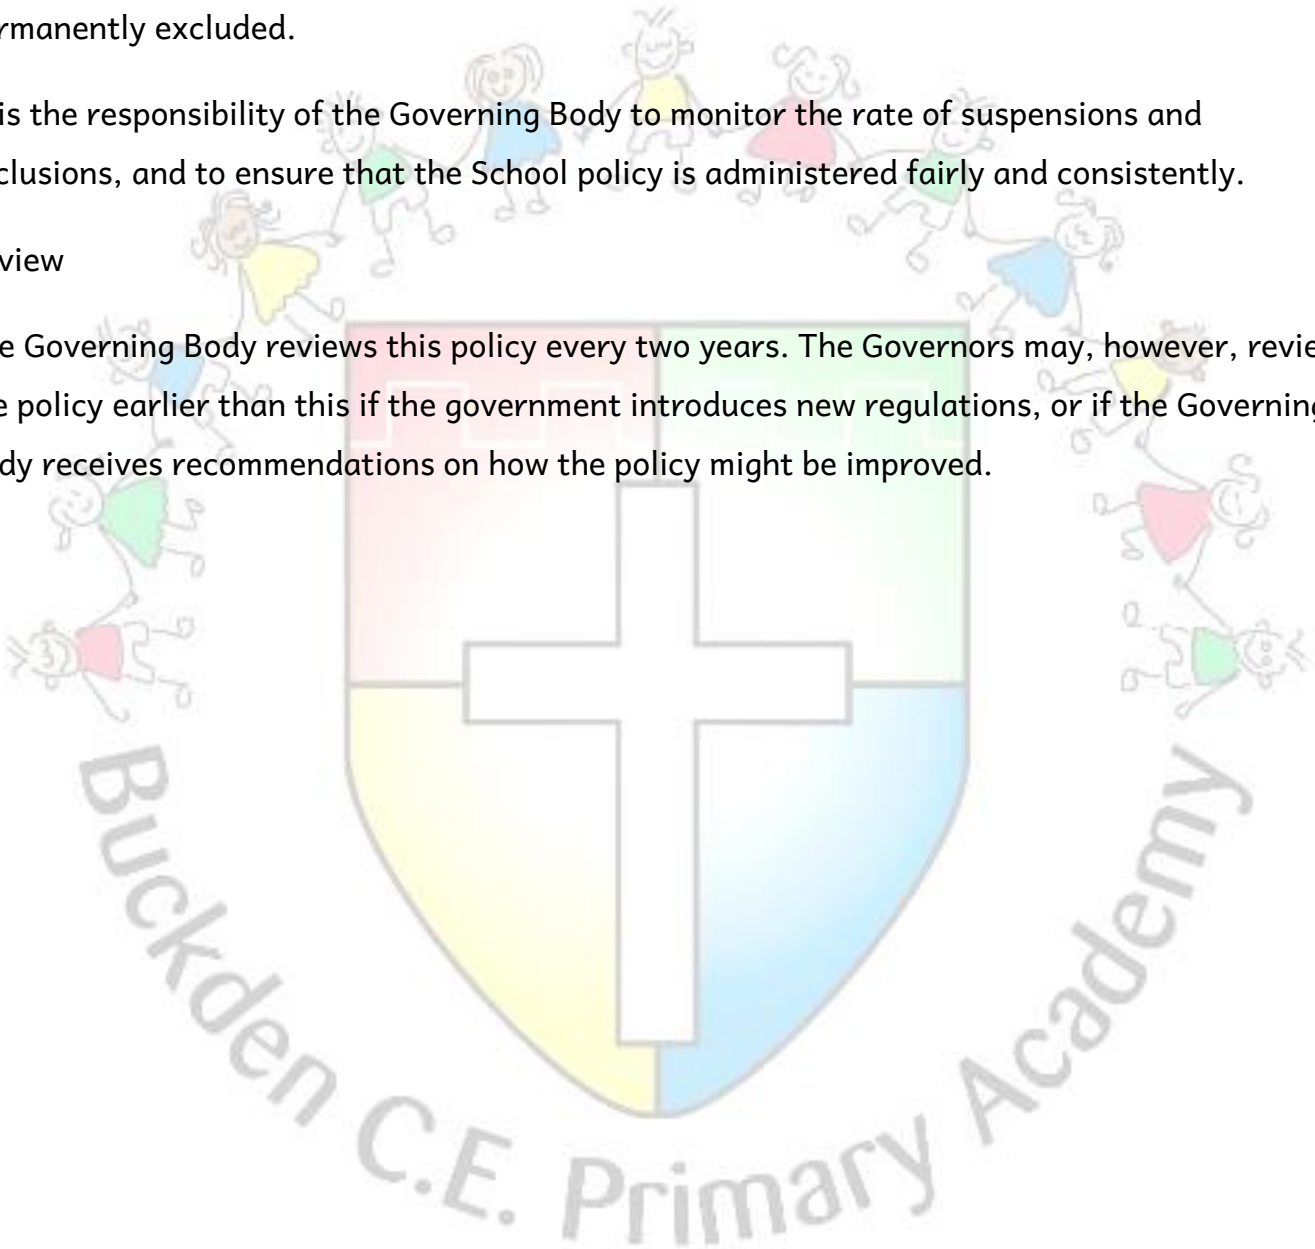 rmanently excluded.
is the responsibility of the Governing Body to monitor the rate of suspensions and
clusions, and to ensure that the School policy is administered fairly and consistently.
view
e Governing Body reviews this policy every two years. The Governors may, however, revie
e policy earlier than this if the government introduces new regulations, or if the Governing
dy receives recommendations on how the policy might be improved.
Buckden C.E. Primary Academy